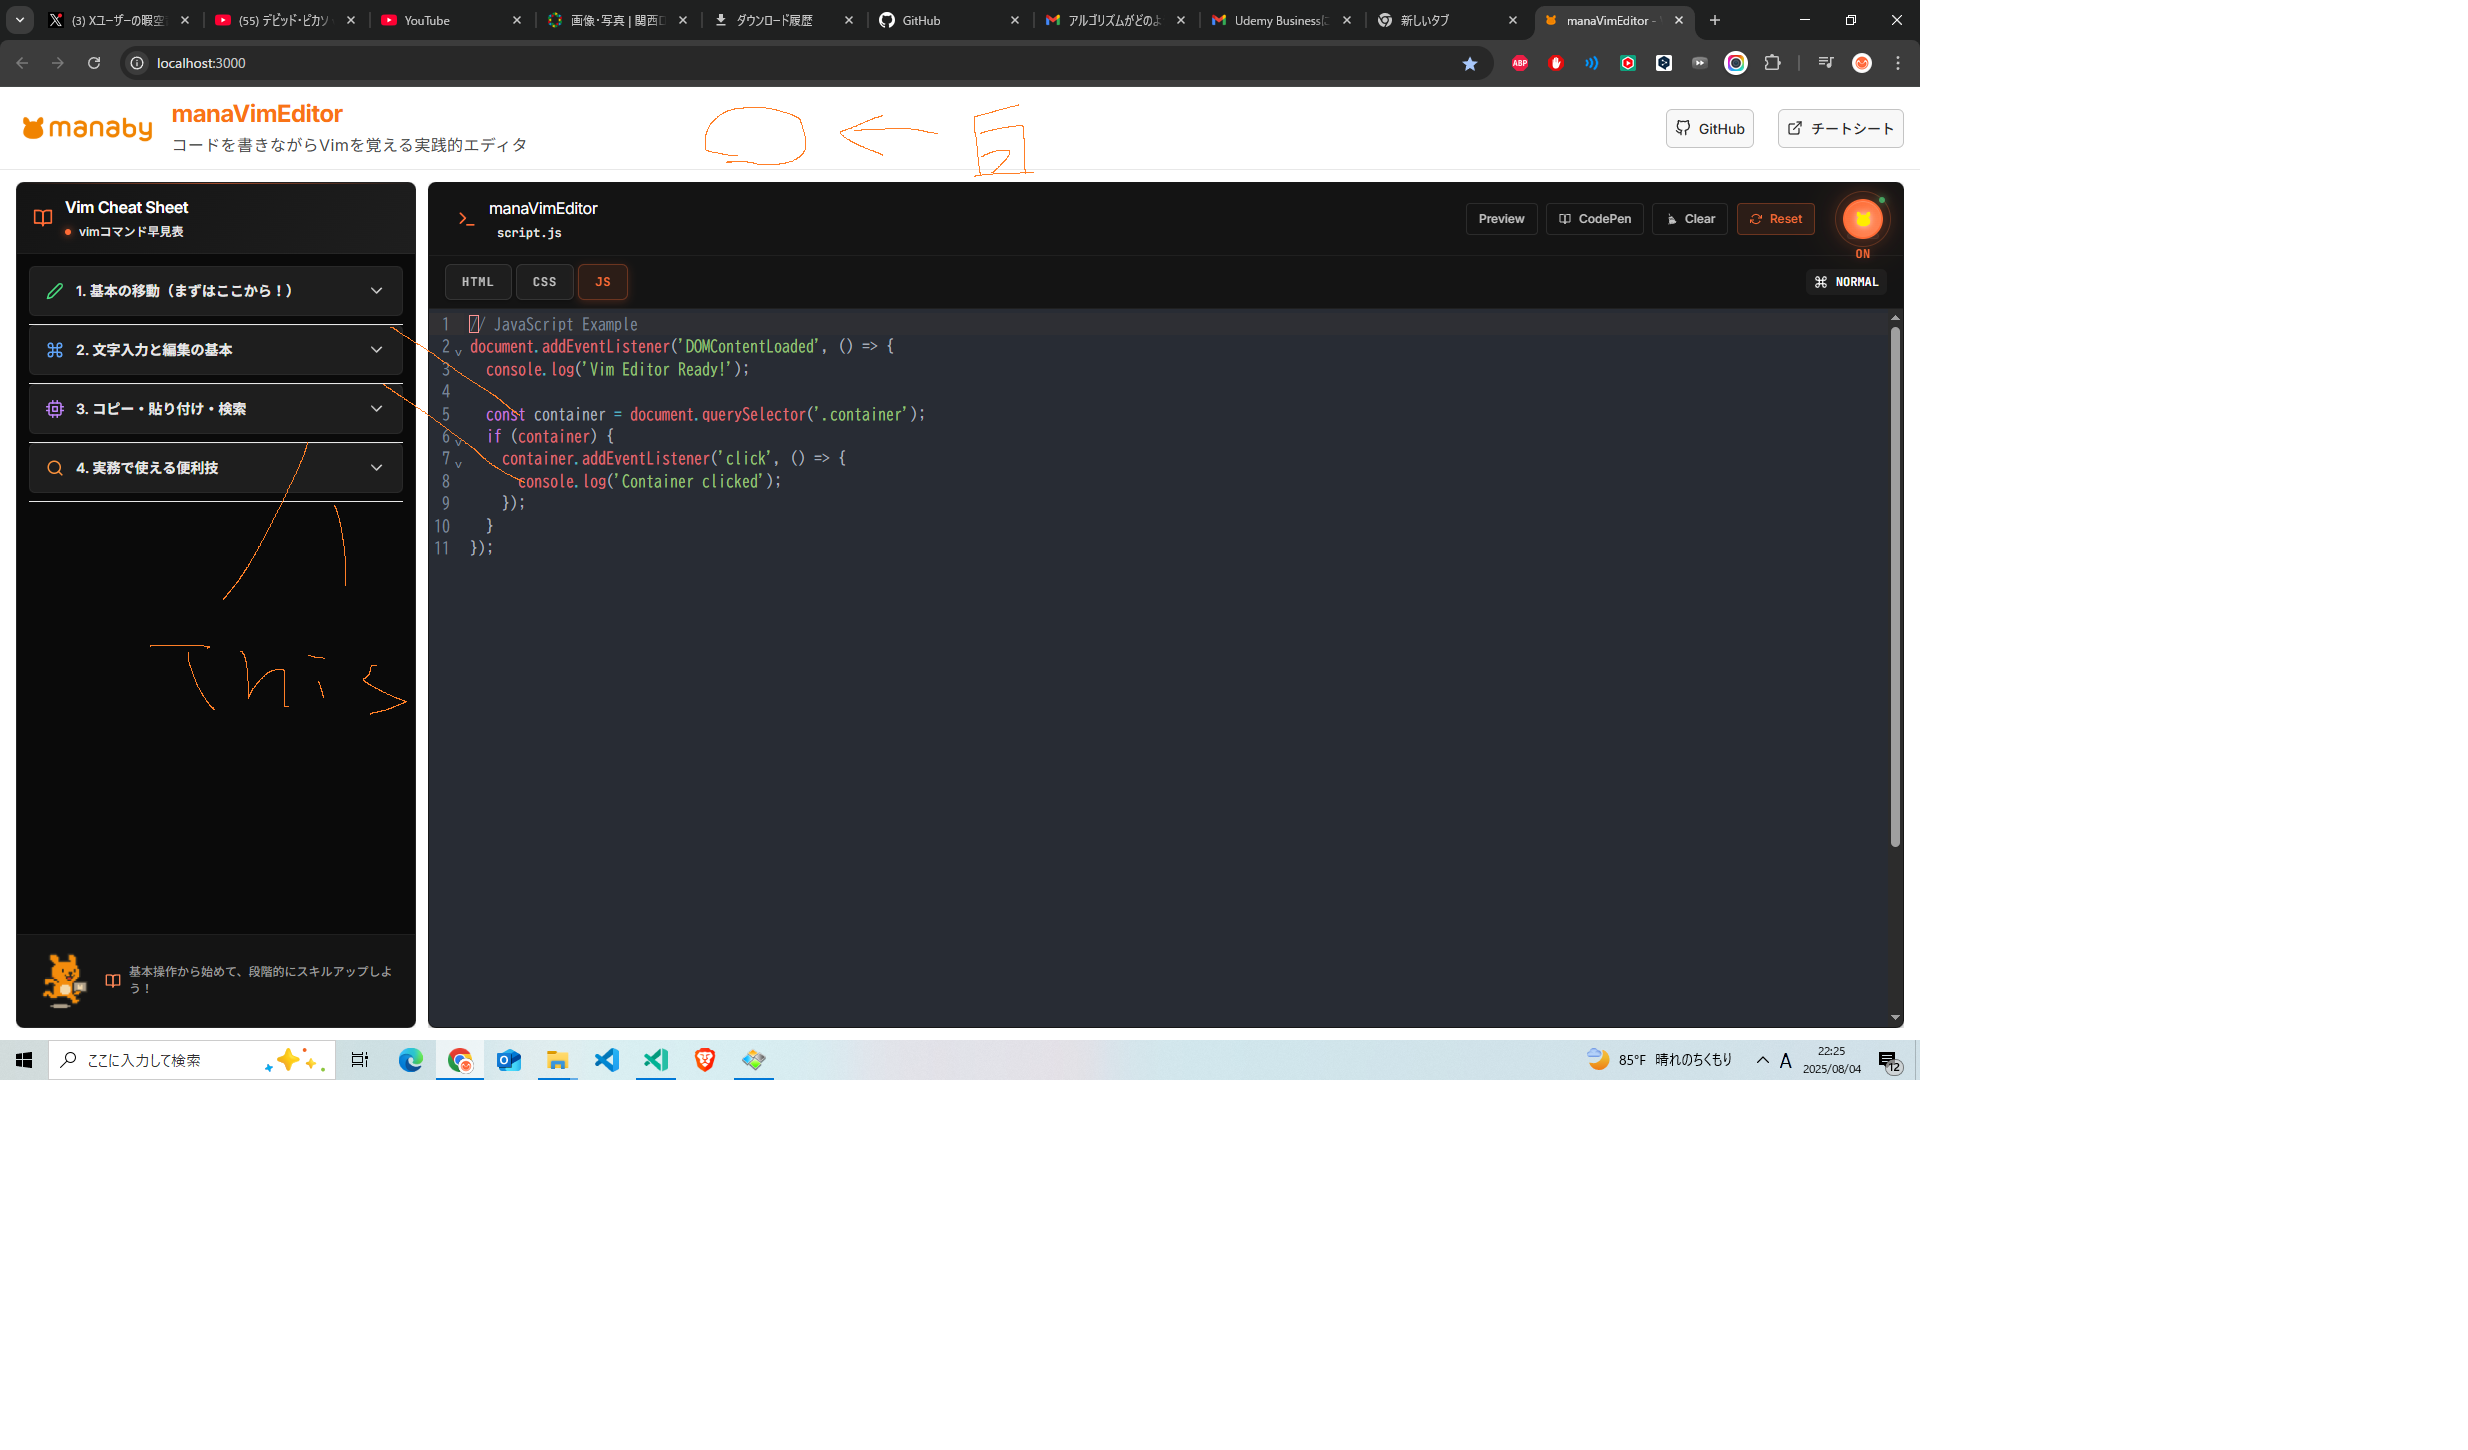 (3) Xユーザーの暇空
(55) デビッド・ピカソ
YouTube
画像・写真 | 関西ロ
ダウンロード履歴
GitHub
アルゴリズムがどのよ
Udemy Businessに
新しいタブ
manaVimEditor -
localhost:3000
ABP
manaby
manaVimEditor
コードを書きながらVimを覚える実践的エディタ
GitHub
チートシート
Vim Cheat Sheet
vimコマンド早見表
1. 基本の移動（まずはここから！）
2. 文字入力と編集の基本
3. コピー・貼り付け・検索
4. 実務で使える便利技
This
基本操作から始めて、段階的にスキルアップしよ
う！
manaVimEditor
script.js
Preview
CodePen
Clear
Reset
ON
HTML
CSS
JS
NORMAL
1 // JavaScript Example
2 document.addEventListener('DOMContentLoaded', () => {
3 console.log('Vim Editor Ready!');
4
5 const container = document.querySelector('.container');
6 if (container) {
7 container.addEventListener('click', () => {
8 console.log('Container clicked');
9 });
10 }
11 });
ここに入力して検索
85°F 晴れのちくもり
A
22:25
2025/08/04
12